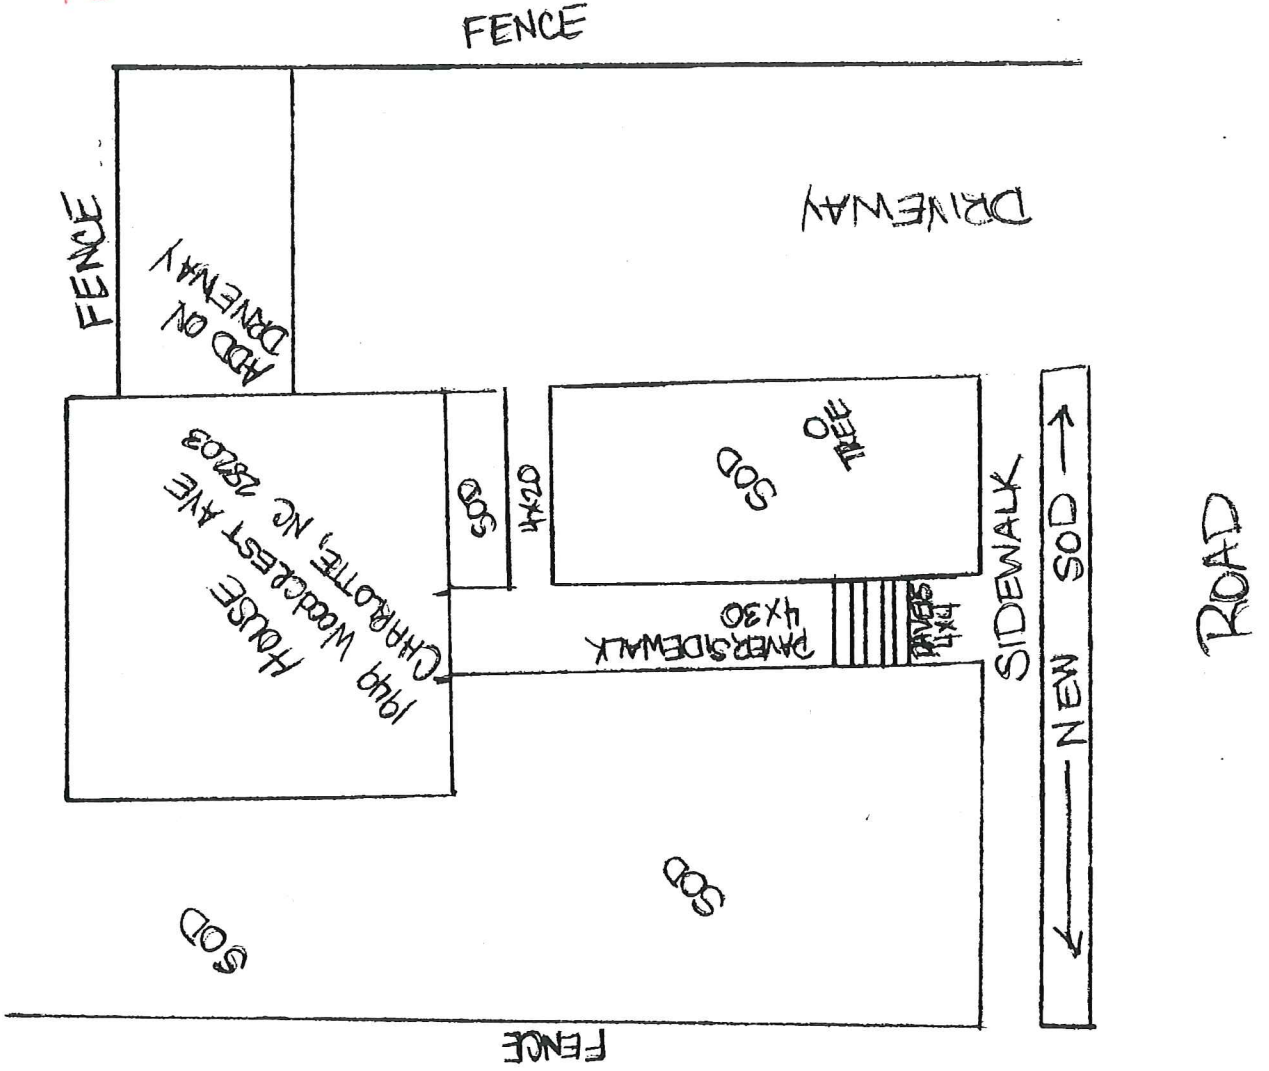 FENCE
FENCE
DRIVEWAY
ADD ON
DRIVEWAY
HOUSE
1949 WOODCREST AVE
CHARLOTTE, NC 28203
SOD
4X20
SOD
TREE
PAVER SIDEWALK
4X30
PAVERS
4X4
SIDEWALK
NEW SOD
ROAD
SOD
SOD
FENCE